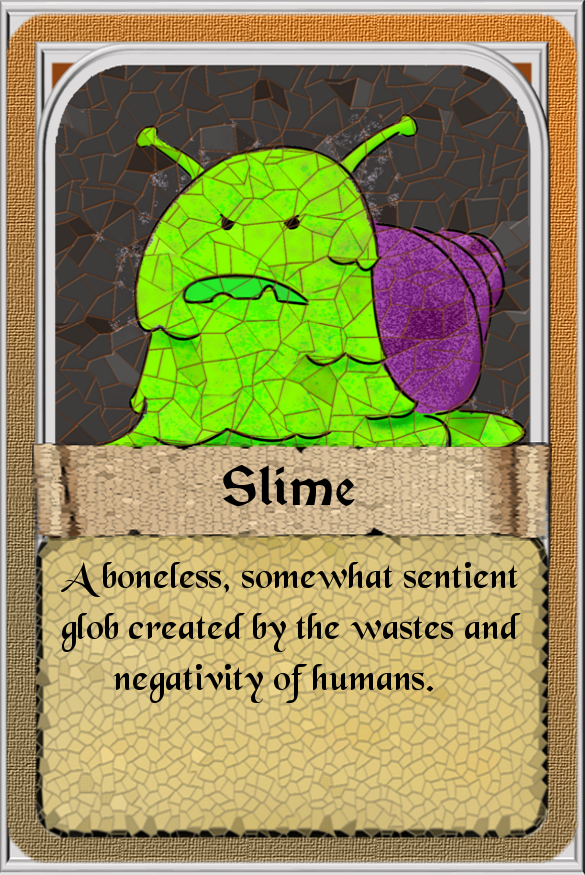 Slime
A boneless, somewhat sentient
glob created by the wastes and
negativity of humans.